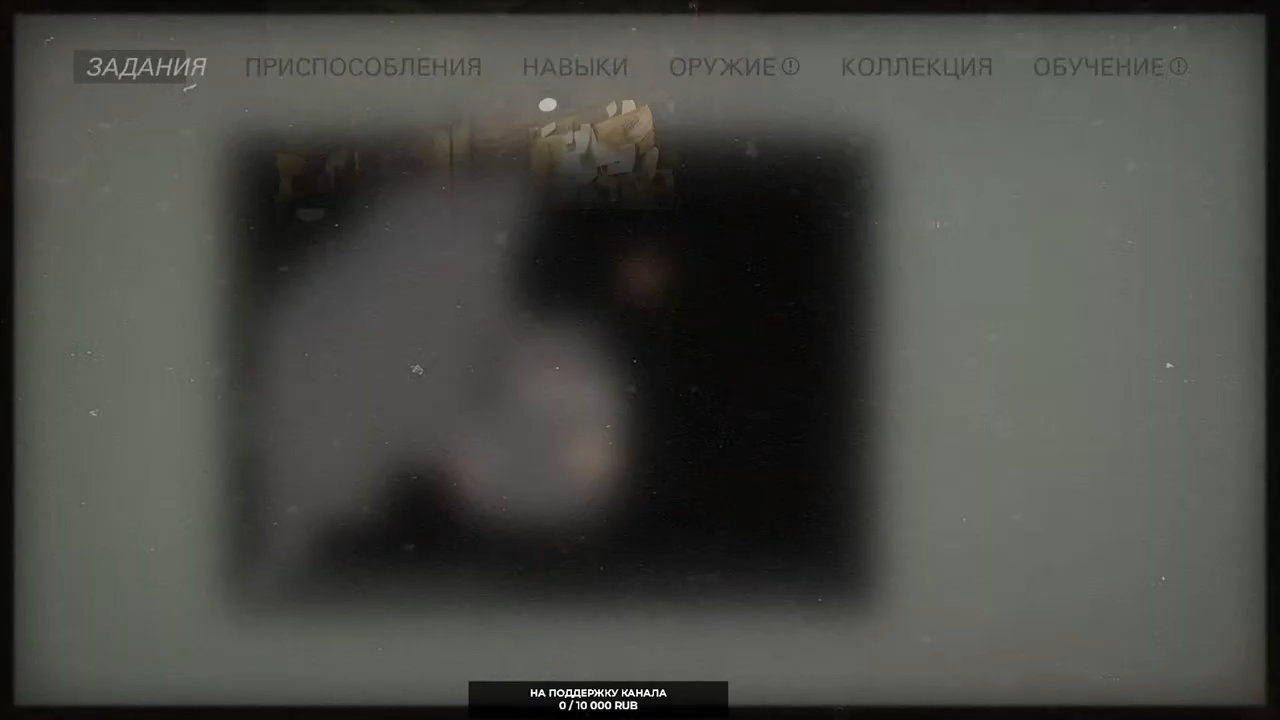 ЗАДАНИЯ ПРИСПОСОБЛЕНИЯ НАВЫКИ ОРУЖИЕ КОЛЛЕКЦИЯ ОБУЧЕНИЕ
НА ПОДДЕРЖКУ КАНАЛА
0 / 10 000 RUB